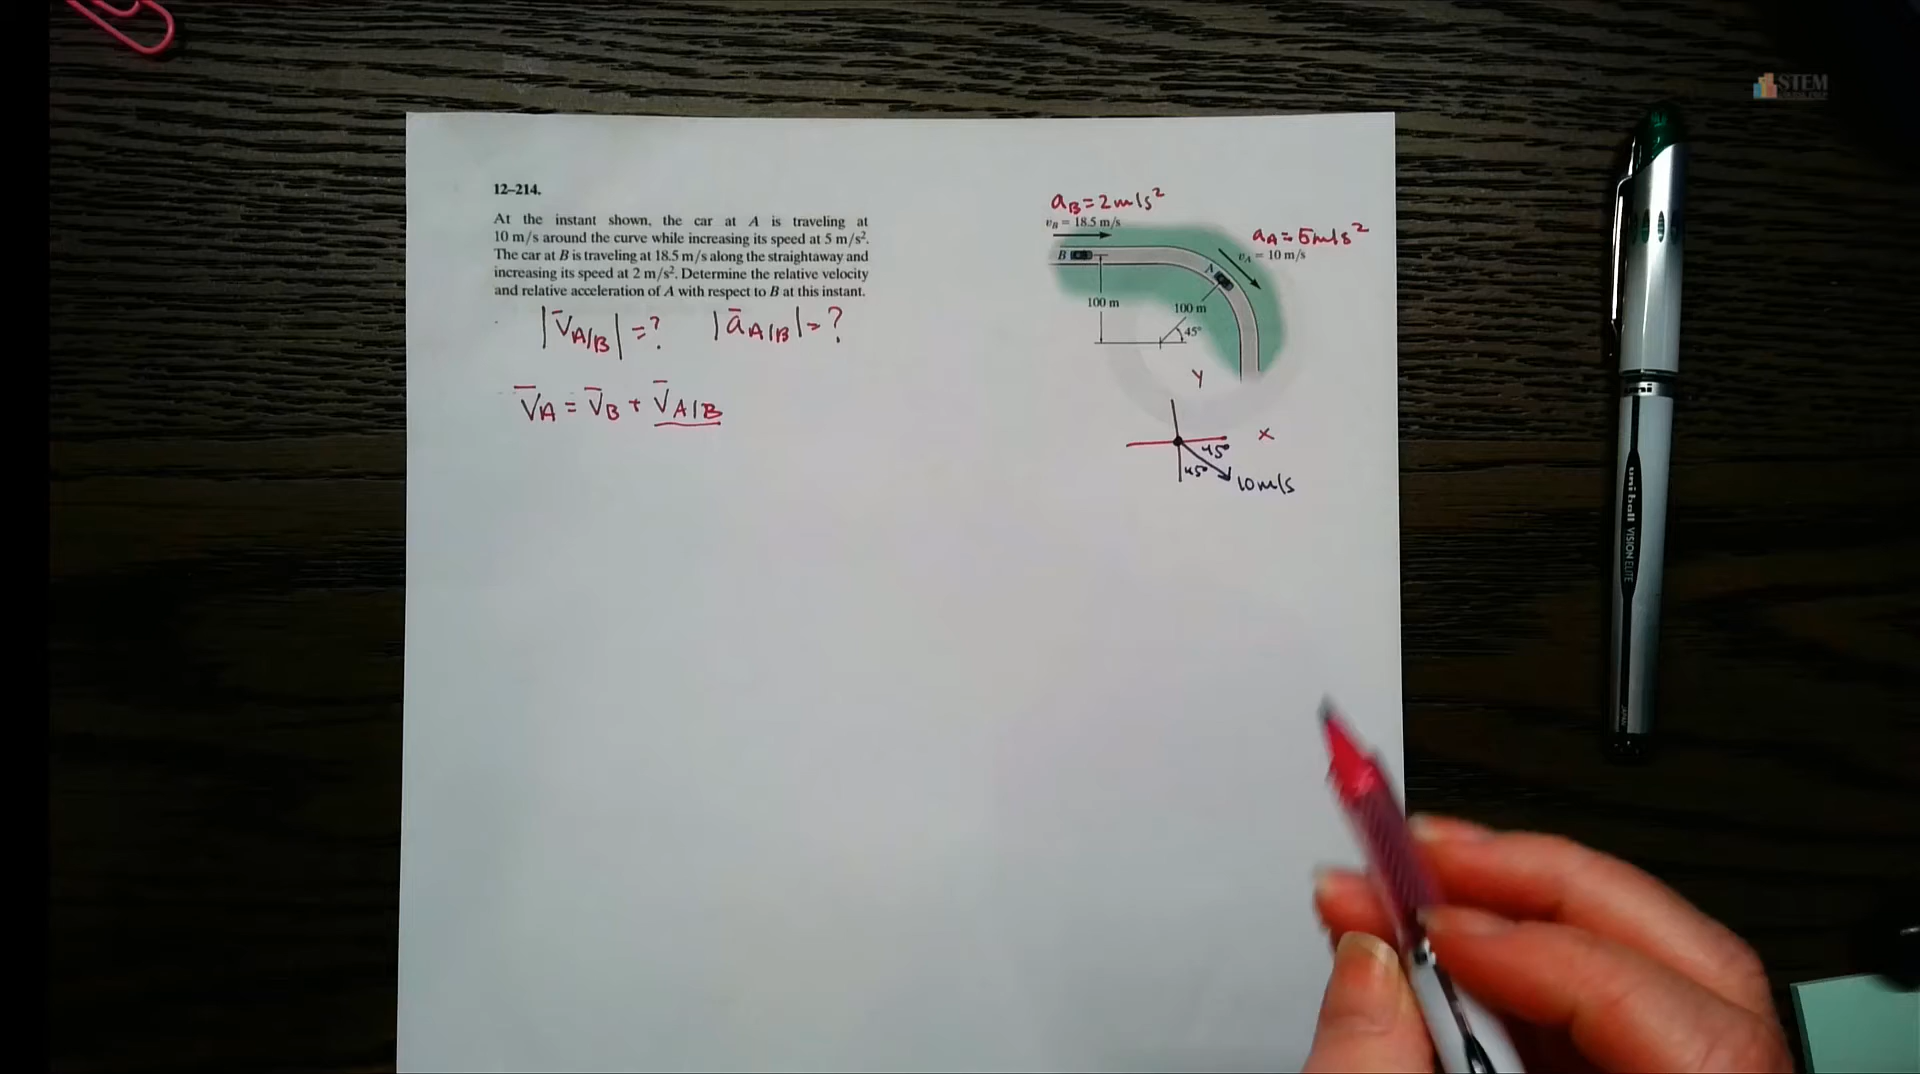 STEM
12–214.
At the instant shown, the car at A is traveling at
10 m/s around the curve while increasing its speed at 5 m/s².
The car at B is traveling at 18.5 m/s along the straightaway and
increasing its speed at 2 m/s². Determine the relative velocity
and relative acceleration of A with respect to B at this instant.
|v̄A/B| = ? |āA/B| = ?
V̄A = V̄B + V̄A/B
aB = 2m/s²
vB = 18.5 m/s
aA = 5m/s²
vA = 10 m/s
B
A
100 m
100 m
45°
Y
X
45°
45°
10m/s
uni-ball VISION ELITE